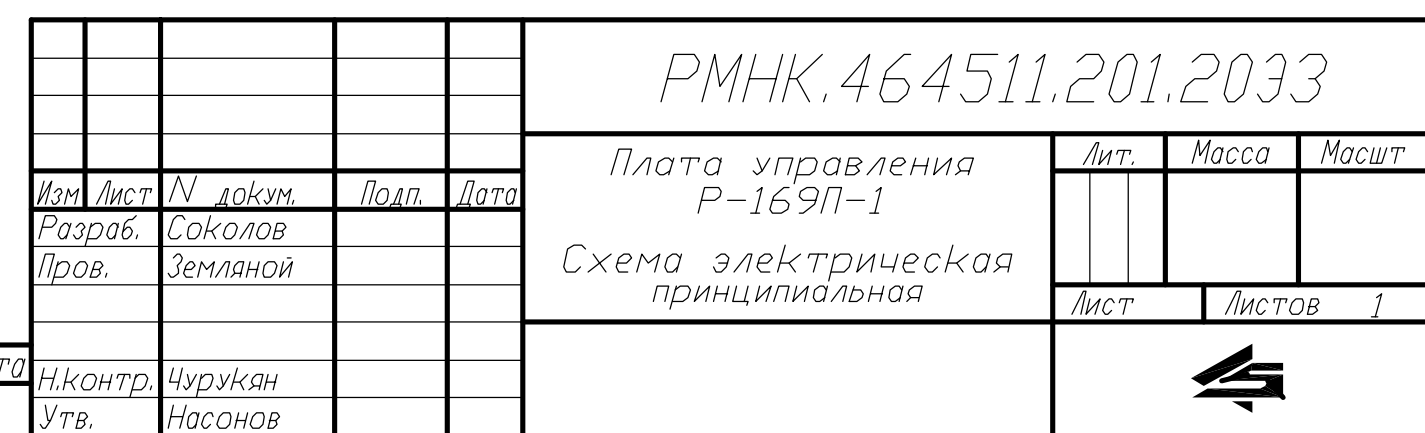 РМНК.464511.201.20ЭЗ
Плата управления
Р-169П-1
Схема электрическая
принципиальная
Лит. Масса Масшт
Лист Листов 1
Изм Лист N докум. Подп. Дата
Разраб. Соколов
Пров. Земляной
Н.контр. Чурукян
Утв. Насонов